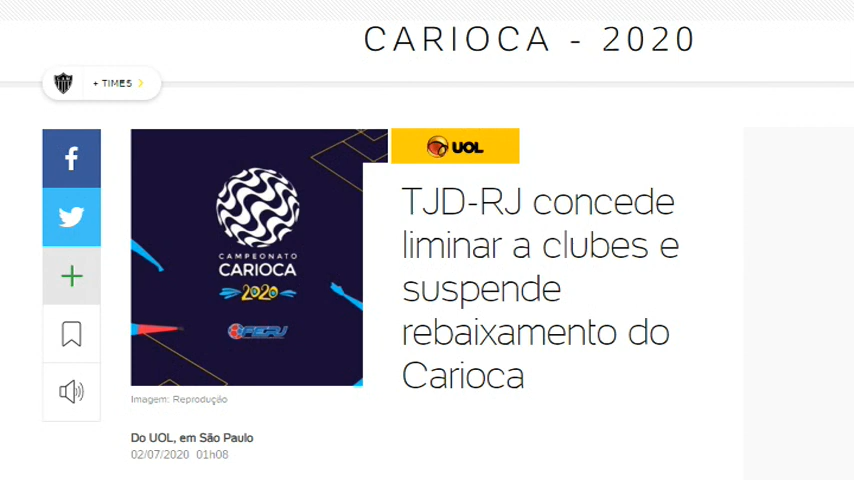 CARIOCA - 2020
+ TIMES
UOL
TJD-RJ concede
liminar a clubes e
suspende
rebaixamento do
Carioca
CAMPEONATO
CARIOCA
2020
FERJ
Imagem: Reprodução
Do UOL, em São Paulo
02/07/2020 01h08